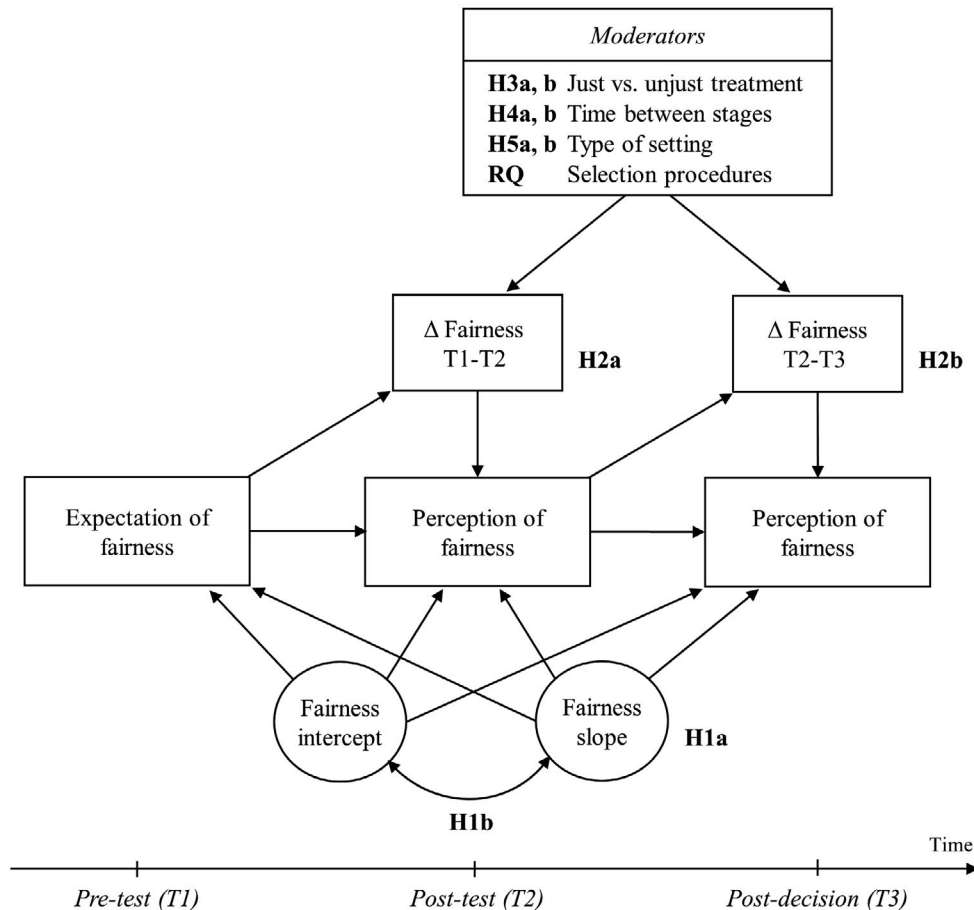 Moderators
H3a, b Just vs. unjust treatment
H4a, b Time between stages
H5a, b Type of setting
RQ Selection procedures
Δ Fairness
T1-T2
H2a
Δ Fairness
T2-T3
H2b
Expectation of
fairness
Perception of
fairness
Perception of
fairness
Fairness
intercept
Fairness
slope
H1a
H1b
Time
Pre-test (T1)
Post-test (T2)
Post-decision (T3)